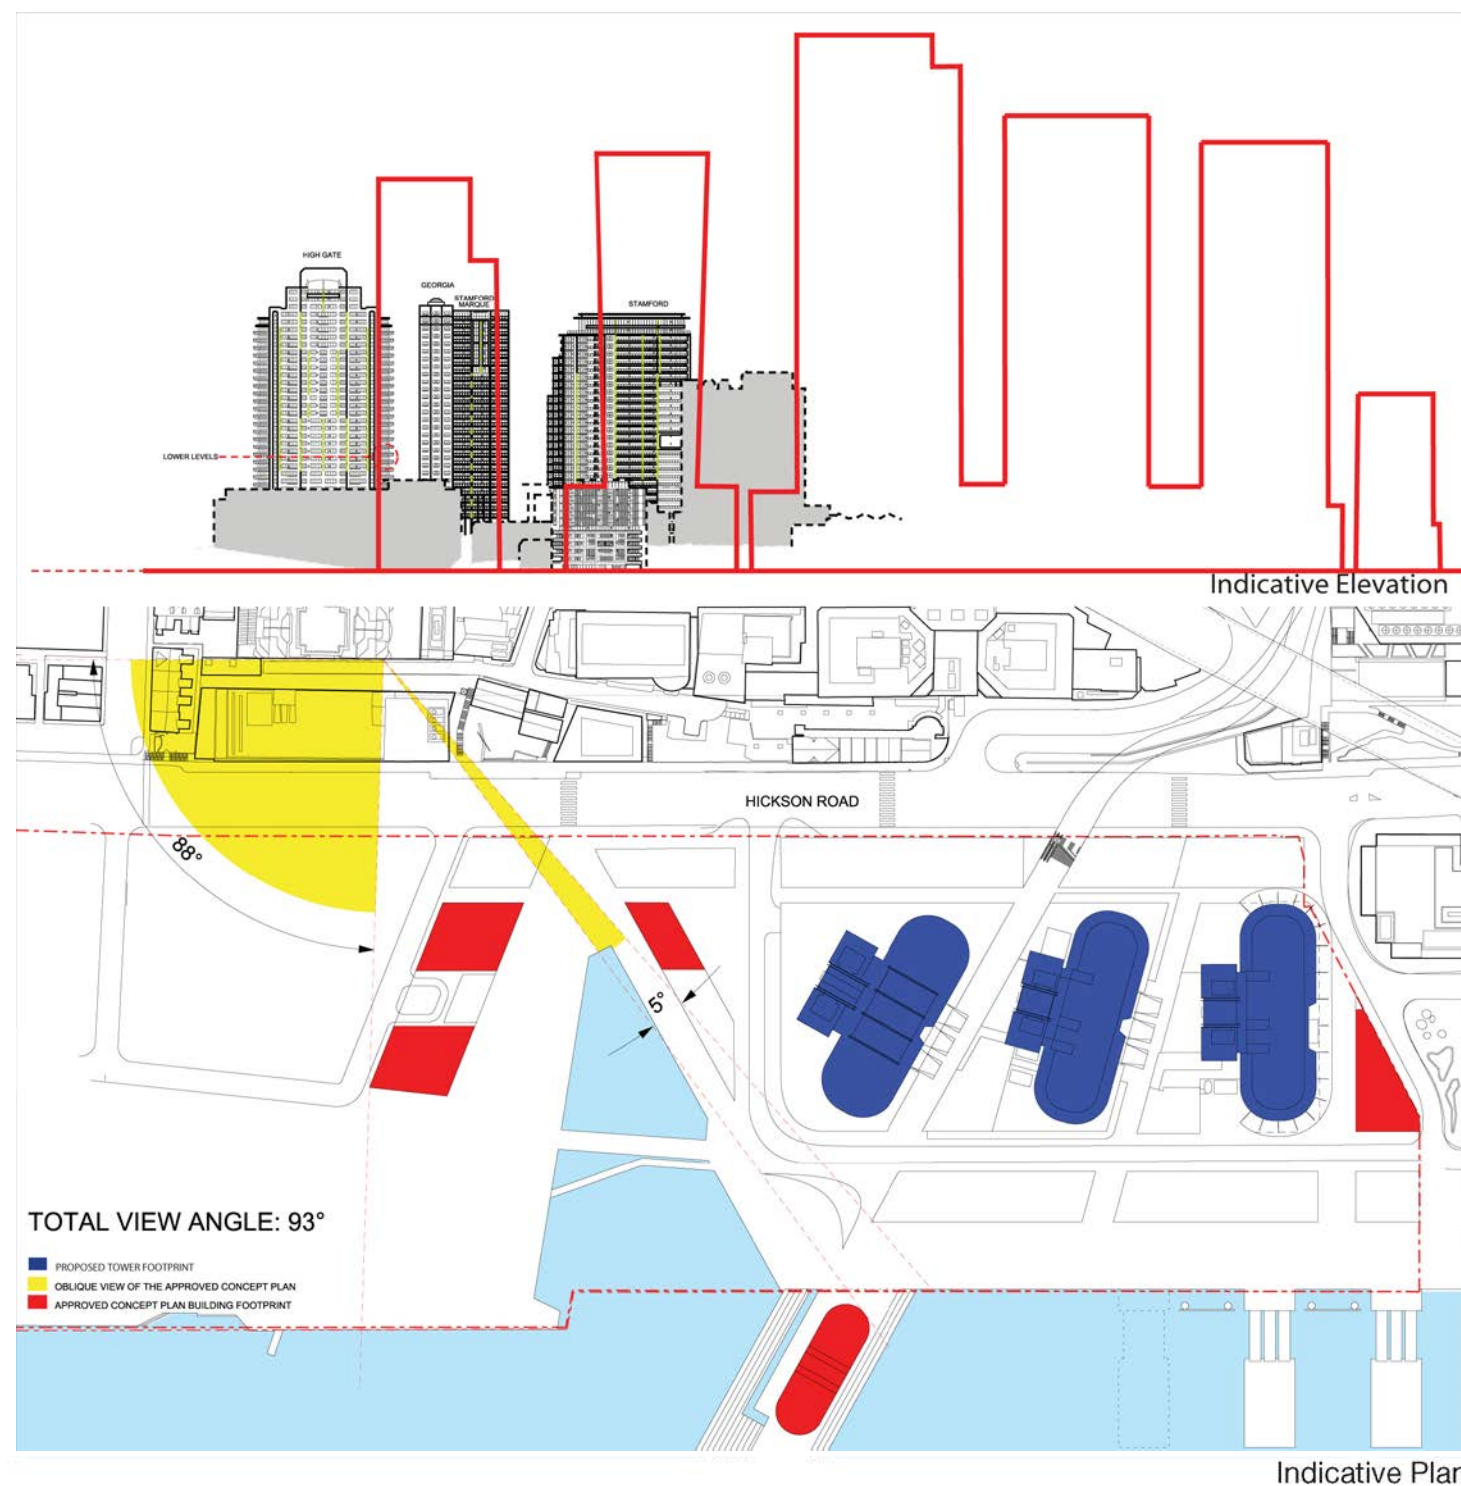 HIGH GATE
GEORGIA
STAMFORD
MARQUE
STAMFORD
LOWER LEVELS
Indicative Elevation
HICKSON ROAD
88°
5°
TOTAL VIEW ANGLE: 93°
PROPOSED TOWER FOOTPRINT
OBLIQUE VIEW OF THE APPROVED CONCEPT PLAN
APPROVED CONCEPT PLAN BUILDING FOOTPRINT
Indicative Plan